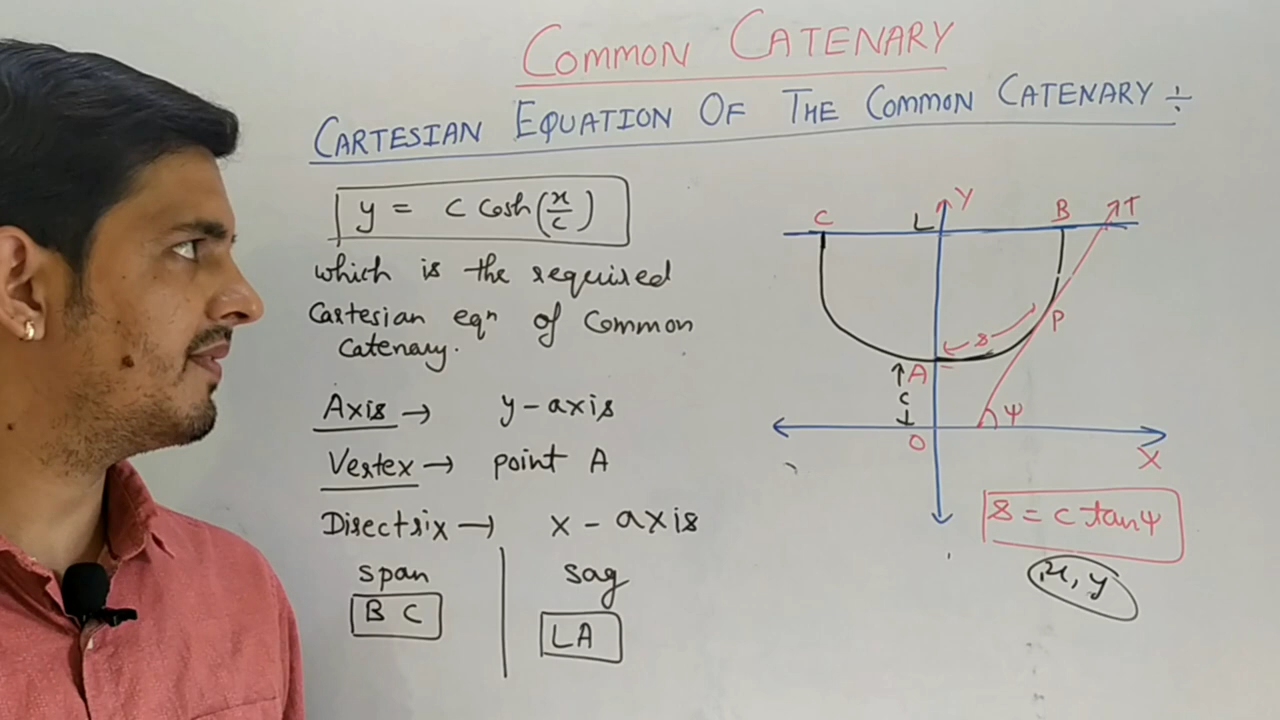 COMMON CATENARY
CARTESIAN EQUATION OF THE COMMON CATENARY ÷
y = c cosh(x/c)
which is the required
Cartesian eqn of Common
Catenary.
Axis → y-axis
Vertex → point A
Directrix → x-axis
span
B C
sag
LA
C L Y B T
s P
A
c
ψ
O
X
s = c tanψ
x, y